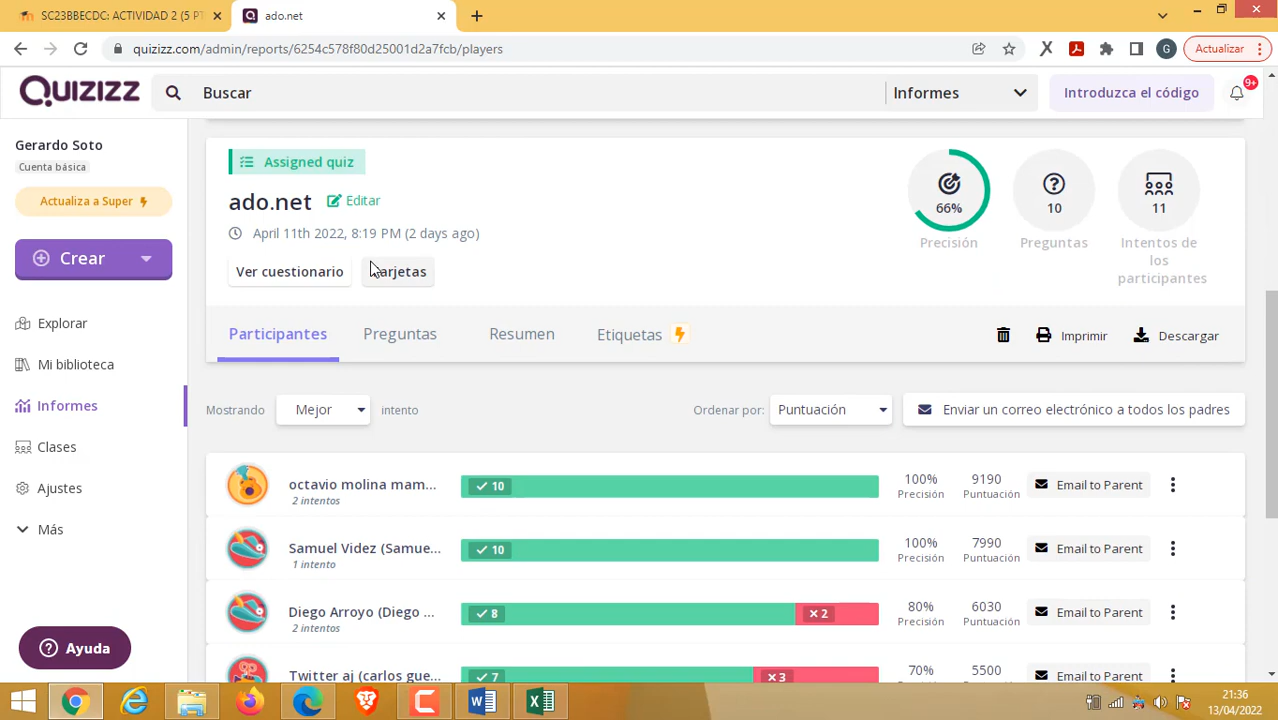 SC23BBECDC: ACTIVIDAD 2 (5 PT
ado.net
quizizz.com/admin/reports/6254c578f80d25001d2a7fcb/players
G
Actualizar
QUIZIZZ
Buscar
Informes
Introduzca el código
9+
Gerardo Soto
Cuenta básica
Actualiza a Super
Crear
Explorar
Mi biblioteca
Informes
Clases
Ajustes
Más
Ayuda
Assigned quiz
ado.net
Editar
April 11th 2022, 8:19 PM (2 days ago)
Ver cuestionario
arjetas
66%
Precisión
10
Preguntas
11
Intentos de
los
participantes
Participantes
Preguntas
Resumen
Etiquetas
Imprimir
Descargar
Mostrando
Mejor
intento
Ordenar por:
Puntuación
Enviar un correo electrónico a todos los padres
octavio molina mam...
2 intentos
10
100%
Precisión
9190
Puntuación
Email to Parent
Samuel Videz (Samue...
1 intento
10
100%
Precisión
7990
Puntuación
Email to Parent
Diego Arroyo (Diego ...
2 intentos
8
2
80%
Precisión
6030
Puntuación
Email to Parent
Twitter aj (carlos gue...
7
3
70%
5500
Email to Parent
21:36
13/04/2022